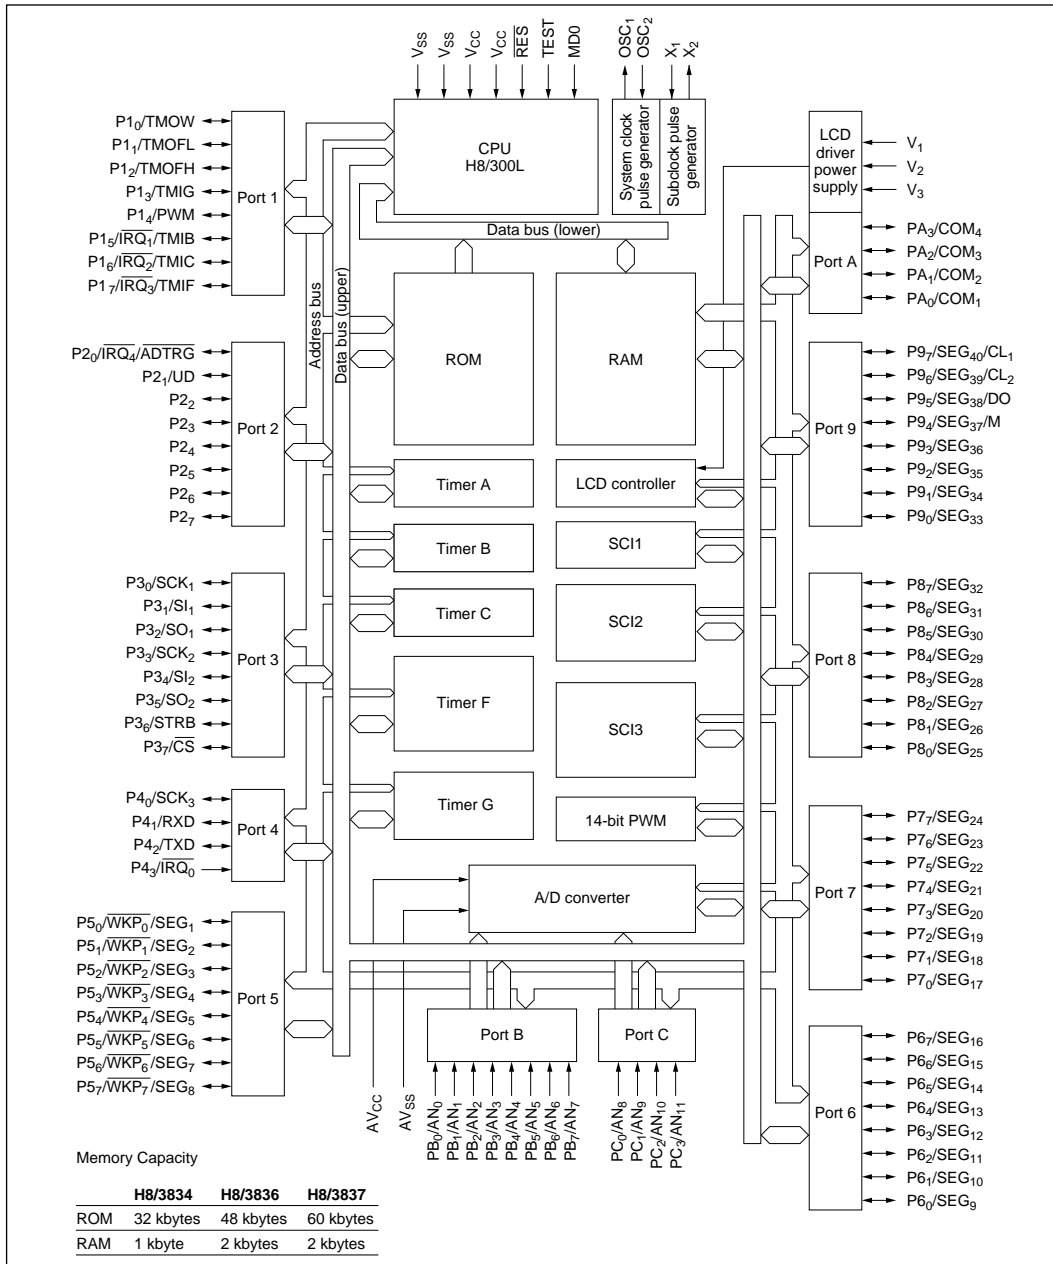 VSS
VSS
VCC
VCC
RES
TEST
MD0
OSC1
OSC2
X1
X2
CPU
H8/300L
System clock
pulse generator
Subclock pulse
generator
LCD
driver
power
supply
V1
V2
V3
P10/TMOW
P11/TMOFL
P12/TMOFH
P13/TMIG
P14/PWM
P15/IRQ1/TMIB
P16/IRQ2/TMIC
P17/IRQ3/TMIF
Port 1
Data bus (lower)
Port A
PA3/COM4
PA2/COM3
PA1/COM2
PA0/COM1
Address bus
Data bus (upper)
ROM
RAM
P20/IRQ4/ADTRG
P21/UD
P22
P23
P24
P25
P26
P27
Port 2
Port 9
P97/SEG40/CL1
P96/SEG39/CL2
P95/SEG38/DO
P94/SEG37/M
P93/SEG36
P92/SEG35
P91/SEG34
P90/SEG33
Timer A
LCD controller
Timer B
SCI1
Timer C
SCI2
P30/SCK1
P31/SI1
P32/SO1
P33/SCK2
P34/SI2
P35/SO2
P36/STRB
P37/CS
Port 3
Port 8
P87/SEG32
P86/SEG31
P85/SEG30
P84/SEG29
P83/SEG28
P82/SEG27
P81/SEG26
P80/SEG25
Timer F
SCI3
Timer G
14-bit PWM
P40/SCK3
P41/RXD
P42/TXD
P43/IRQ0
Port 4
Port 7
P77/SEG24
P76/SEG23
P75/SEG22
P74/SEG21
P73/SEG20
P72/SEG19
P71/SEG18
P70/SEG17
A/D converter
P50/WKP0/SEG1
P51/WKP1/SEG2
P52/WKP2/SEG3
P53/WKP3/SEG4
P54/WKP4/SEG5
P55/WKP5/SEG6
P56/WKP6/SEG7
P57/WKP7/SEG8
Port 5
Port B
Port C
Port 6
P67/SEG16
P66/SEG15
P65/SEG14
P64/SEG13
P63/SEG12
P62/SEG11
P61/SEG10
P60/SEG9
AVCC
AVSS
PB0/AN0
PB1/AN1
PB2/AN2
PB3/AN3
PB4/AN4
PB5/AN5
PB6/AN6
PB7/AN7
PC0/AN8
PC1/AN9
PC2/AN10
PC3/AN11
Memory Capacity
H8/3834 H8/3836 H8/3837
ROM 32 kbytes 48 kbytes 60 kbytes
RAM 1 kbyte 2 kbytes 2 kbytes